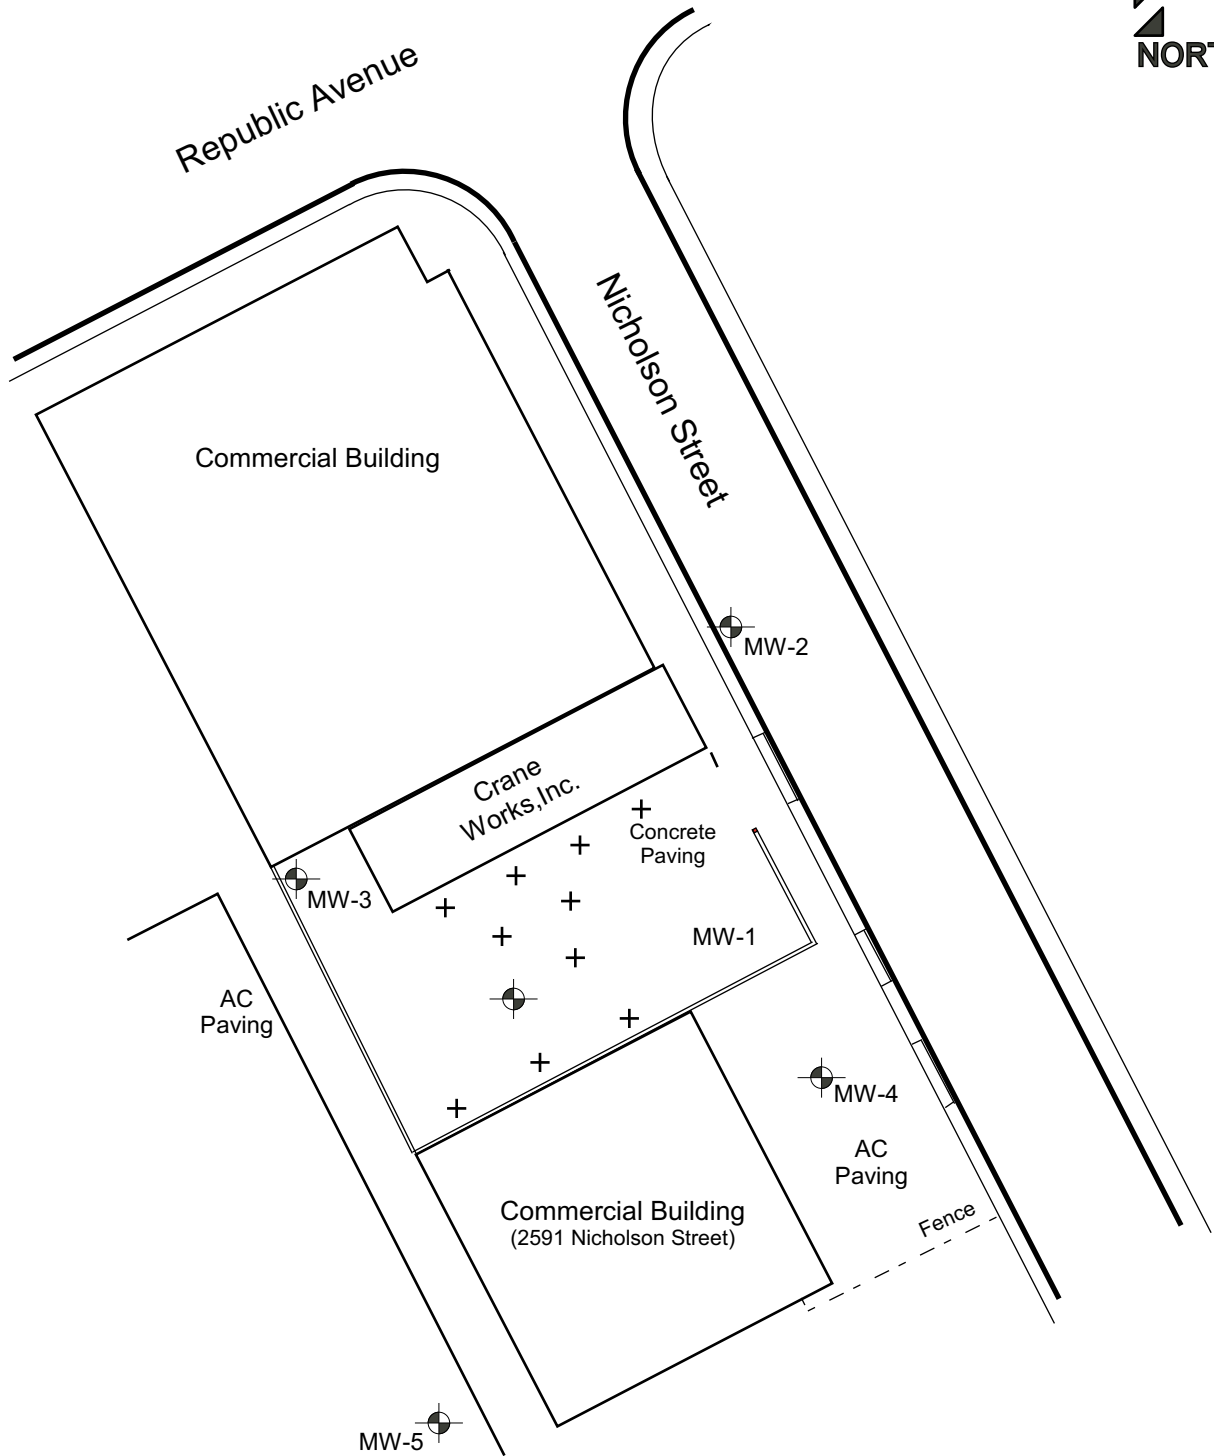 NORT
Republic Avenue
Nicholson Street
Commercial Building
MW-2
Crane
Works,Inc.
Concrete
Paving
MW-3
MW-1
AC
Paving
MW-4
AC
Paving
Commercial Building
(2591 Nicholson Street)
Fence
MW-5